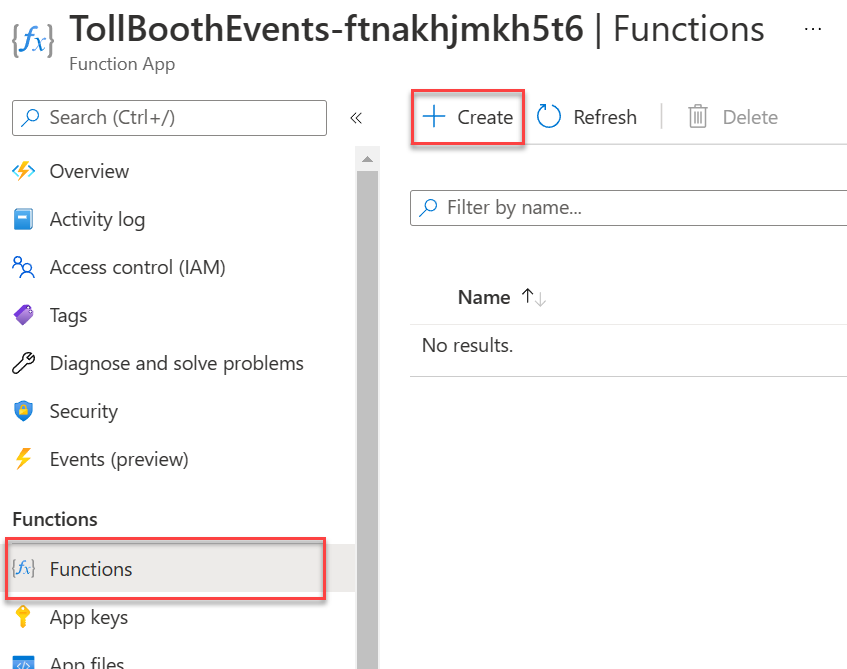 TollBoothEvents-ftnakhjmkh5t6 | Functions ...
Function App
Search (Ctrl+/) «
Create Refresh Delete
Overview
Activity log
Access control (IAM)
Tags
Diagnose and solve problems
Security
Events (preview)
Functions
{fx} Functions
App keys
App files
Filter by name...
Name ↑↓
No results.